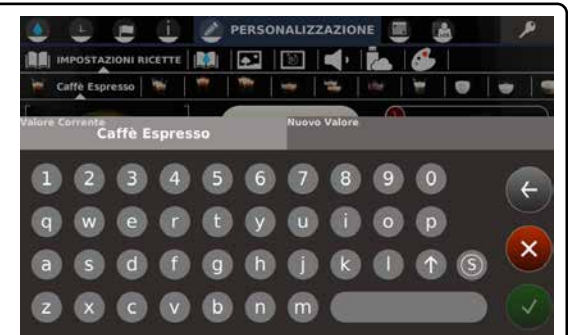 PERSONALIZZAZIONE
IMPOSTAZIONI RICETTE
Caffè Espresso
Valore Corrente
Nuovo Valore
Caffè Espresso
1 2 3 4 5 6 7 8 9 0
q w e r t y u i o p
a s d f g h j k l S
z x c v b n m